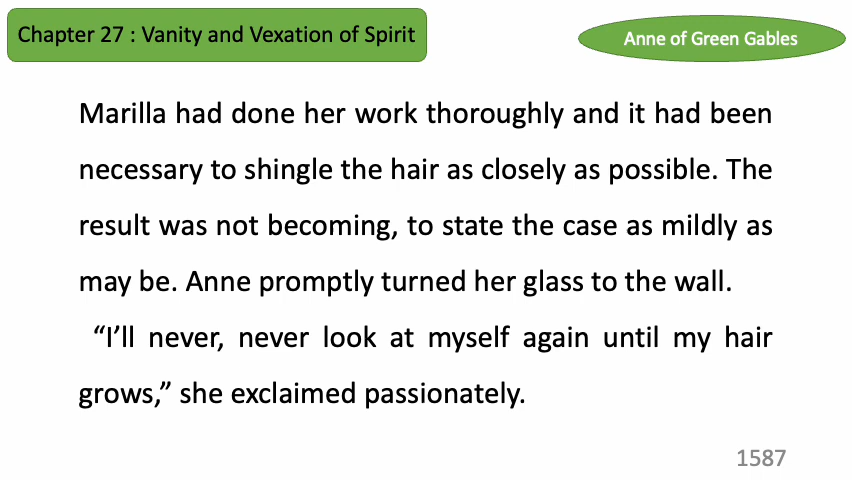 Chapter 27 : Vanity and Vexation of Spirit
Anne of Green Gables
Marilla had done her work thoroughly and it had been
necessary to shingle the hair as closely as possible. The
result was not becoming, to state the case as mildly as
may be. Anne promptly turned her glass to the wall.
“I’ll never, never look at myself again until my hair
grows,” she exclaimed passionately.
1587